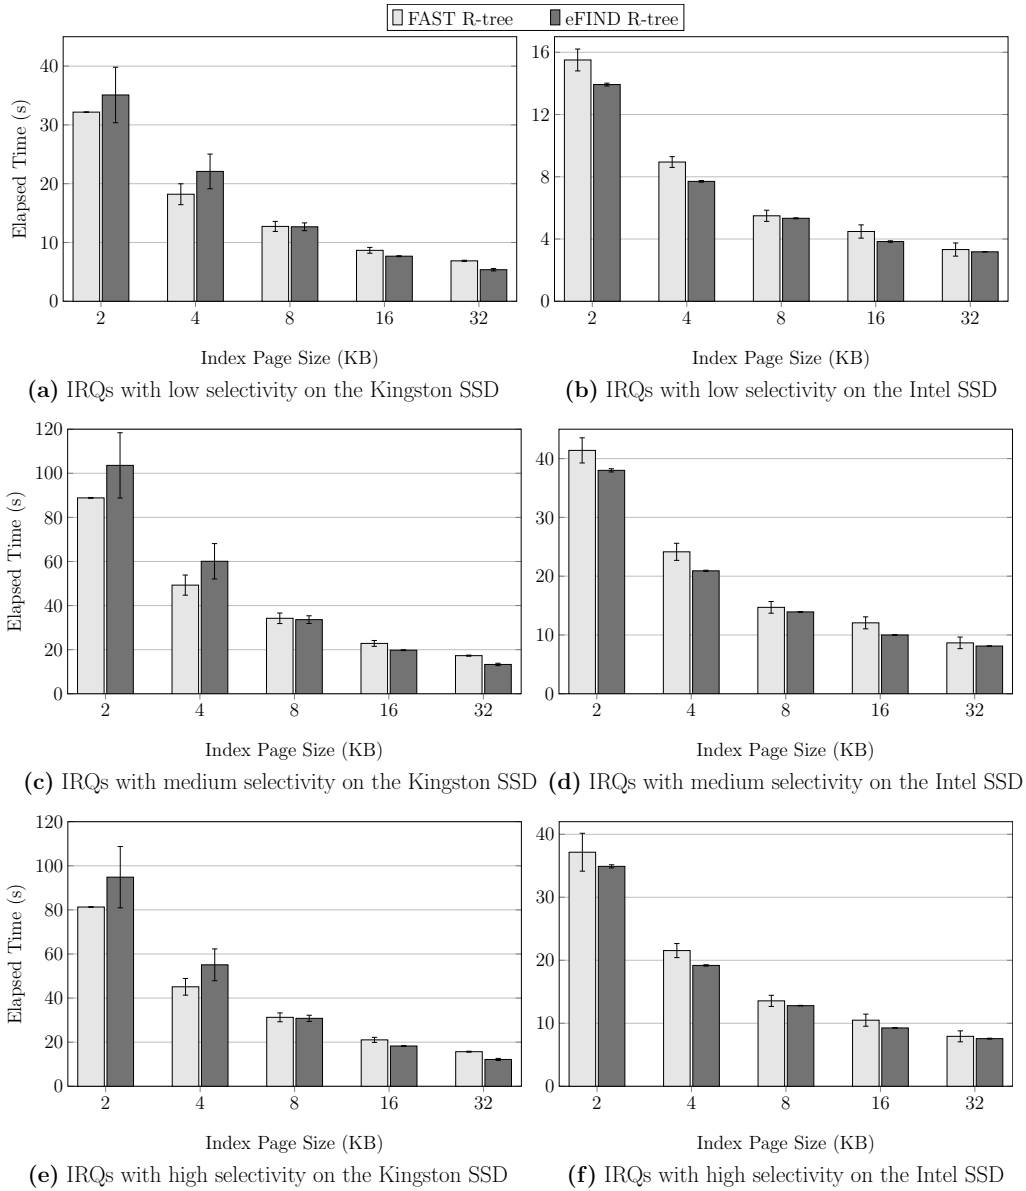 FAST R-tree eFIND R-tree
Elapsed Time (s)
40
30
20
10
0
2 4 8 16 32
Index Page Size (KB)
(a) IRQs with low selectivity on the Kingston SSD
16
12
8
4
0
2 4 8 16 32
Index Page Size (KB)
(b) IRQs with low selectivity on the Intel SSD
Elapsed Time (s)
120
100
80
60
40
20
0
2 4 8 16 32
Index Page Size (KB)
(c) IRQs with medium selectivity on the Kingston SSD
40
30
20
10
0
2 4 8 16 32
Index Page Size (KB)
(d) IRQs with medium selectivity on the Intel SSD
Elapsed Time (s)
120
100
80
60
40
20
0
2 4 8 16 32
Index Page Size (KB)
(e) IRQs with high selectivity on the Kingston SSD
40
30
20
10
0
2 4 8 16 32
Index Page Size (KB)
(f) IRQs with high selectivity on the Intel SSD